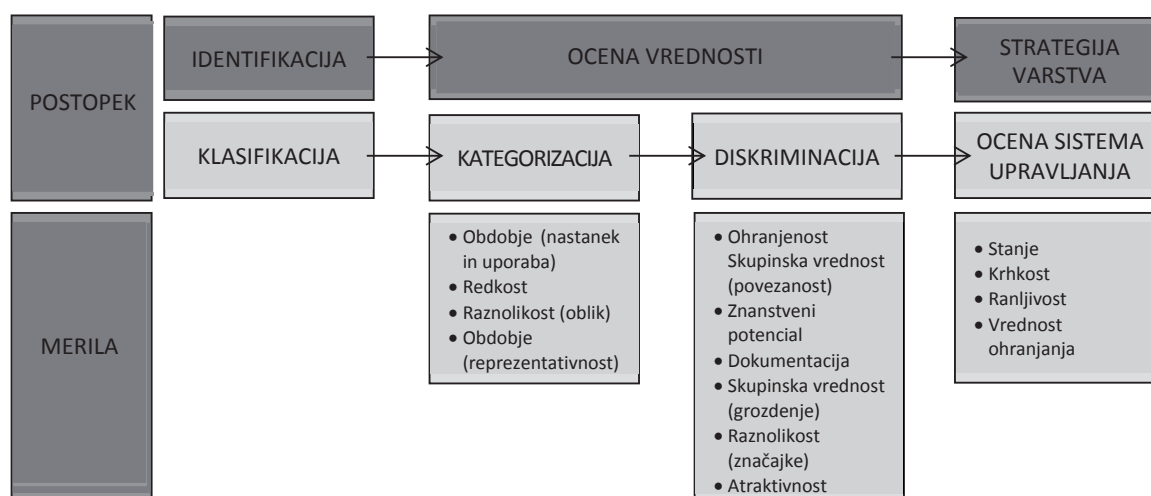 POSTOPEK
IDENTIFIKACIJA
OCENA VREDNOSTI
STRATEGIJA
VARSTVA
KLASIFIKACIJA
KATEGORIZACIJA
DISKRIMINACIJA
OCENA SISTEMA
UPRAVLJANJA
MERILA
• Obdobje (nastanek
in uporaba)
• Redkost
• Raznolikost (oblik)
• Obdobje
(reprezentativnost)
• Ohranjenost
Skupinska vrednost
(povezanost)
• Znanstveni
potencial
• Dokumentacija
• Skupinska vrednost
(grozdenje)
• Raznolikost
(značajke)
• Atraktivnost
• Stanje
• Krhkost
• Ranljivost
• Vrednost
ohranjanja